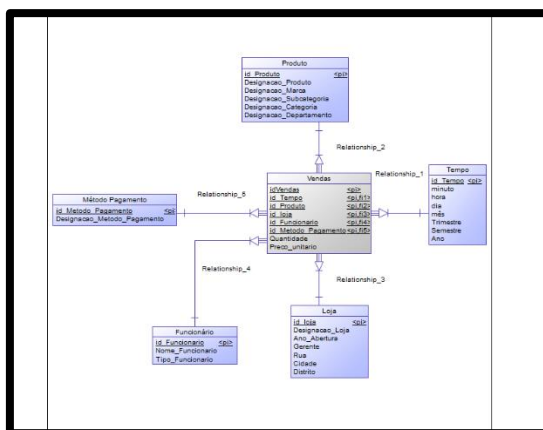 Produto
id_Produto <pi>
Designacao_Produto
Designacao_Marca
Designacao_Subcategoria
Designacao_Categoria
Designacao_Departamento
Relationship_2
Relationship_1
Tempo
id_Tempo <pi>
minuto
hora
dia
mês
Trimestre
Semestre
Ano
Vendas
idVendas <pi>
id_Tempo <pi,fi1>
id_Produto <pi,fi2>
id_loja <pi,fi3>
id_Funcionario <pi,fi4>
id_Metodo_Pagamento <pi,fi5>
Quantidade
Preco_unitario
Relationship_5
Método Pagamento
id_Metodo_Pagamento <pi
Designacao_Metodo_Pagamento
Relationship_4
Relationship_3
Funcionário
id_Funcionario <pi>
Nome_Funcionario
Tipo_Funcionario
Loja
id_loja <pi>
Designacao_Loja
Ano_Abertura
Gerente
Rua
Cidade
Distrito